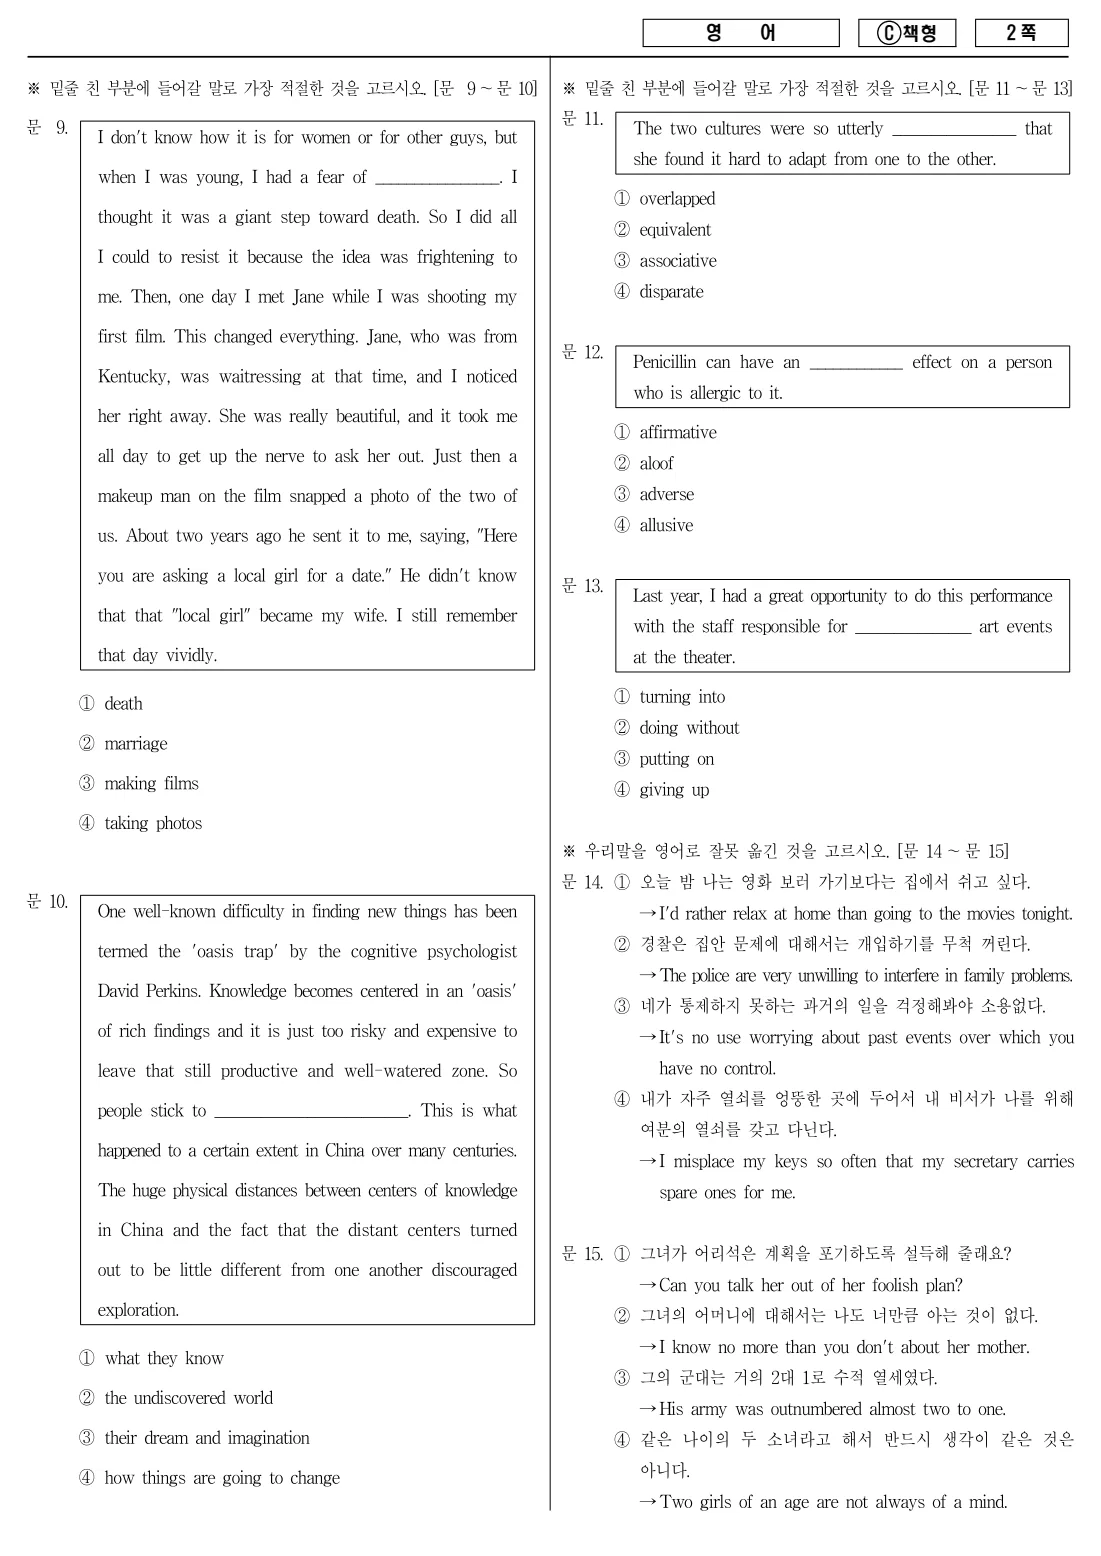 영 어
Ⓒ책형
2쪽
※ 밑줄 친 부분에 들어갈 말로 가장 적절한 것을 고르시오. [문 9 ~ 문 10]
문 9.
I don't know how it is for women or for other guys, but
when I was young, I had a fear of ________________. I
thought it was a giant step toward death. So I did all
I could to resist it because the idea was frightening to
me. Then, one day I met Jane while I was shooting my
first film. This changed everything. Jane, who was from
Kentucky, was waitressing at that time, and I noticed
her right away. She was really beautiful, and it took me
all day to get up the nerve to ask her out. Just then a
makeup man on the film snapped a photo of the two of
us. About two years ago he sent it to me, saying, "Here
you are asking a local girl for a date." He didn't know
that that "local girl" became my wife. I still remember
that day vividly.
① death
② marriage
③ making films
④ taking photos
문 10.
One well-known difficulty in finding new things has been
termed the 'oasis trap' by the cognitive psychologist
David Perkins. Knowledge becomes centered in an 'oasis'
of rich findings and it is just too risky and expensive to
leave that still productive and well-watered zone. So
people stick to _________________________. This is what
happened to a certain extent in China over many centuries.
The huge physical distances between centers of knowledge
in China and the fact that the distant centers turned
out to be little different from one another discouraged
exploration.
① what they know
② the undiscovered world
③ their dream and imagination
④ how things are going to change
※ 밑줄 친 부분에 들어갈 말로 가장 적절한 것을 고르시오. [문 11 ~ 문 13]
문 11.
The two cultures were so utterly ________________ that
she found it hard to adapt from one to the other.
① overlapped
② equivalent
③ associative
④ disparate
문 12.
Penicillin can have an ____________ effect on a person
who is allergic to it.
① affirmative
② aloof
③ adverse
④ allusive
문 13.
Last year, I had a great opportunity to do this performance
with the staff responsible for _______________ art events
at the theater.
① turning into
② doing without
③ putting on
④ giving up
※ 우리말을 영어로 잘못 옮긴 것을 고르시오. [문 14 ~ 문 15]
문 14. ① 오늘 밤 나는 영화 보러 가기보다는 집에서 쉬고 싶다.
→I'd rather relax at home than going to the movies tonight.
② 경찰은 집안 문제에 대해서는 개입하기를 무척 꺼린다.
→The police are very unwilling to interfere in family problems.
③ 네가 통제하지 못하는 과거의 일을 걱정해봐야 소용없다.
→It's no use worrying about past events over which you
have no control.
④ 내가 자주 열쇠를 엉뚱한 곳에 두어서 내 비서가 나를 위해
여분의 열쇠를 갖고 다닌다.
→I misplace my keys so often that my secretary carries
spare ones for me.
문 15. ① 그녀가 어리석은 계획을 포기하도록 설득해 줄래요?
→Can you talk her out of her foolish plan?
② 그녀의 어머니에 대해서는 나도 너만큼 아는 것이 없다.
→I know no more than you don't about her mother.
③ 그의 군대는 거의 2대 1로 수적 열세였다.
→His army was outnumbered almost two to one.
④ 같은 나이의 두 소녀라고 해서 반드시 생각이 같은 것은
아니다.
→Two girls of an age are not always of a mind.